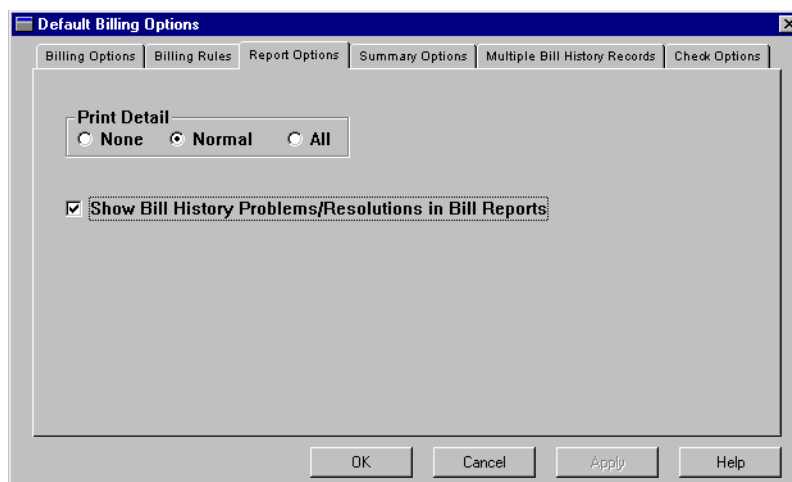 Default Billing Options
Billing Options Billing Rules Report Options Summary Options Multiple Bill History Records Check Options
Print Detail
None Normal All
Show Bill History Problems/Resolutions in Bill Reports
OK Cancel Apply Help